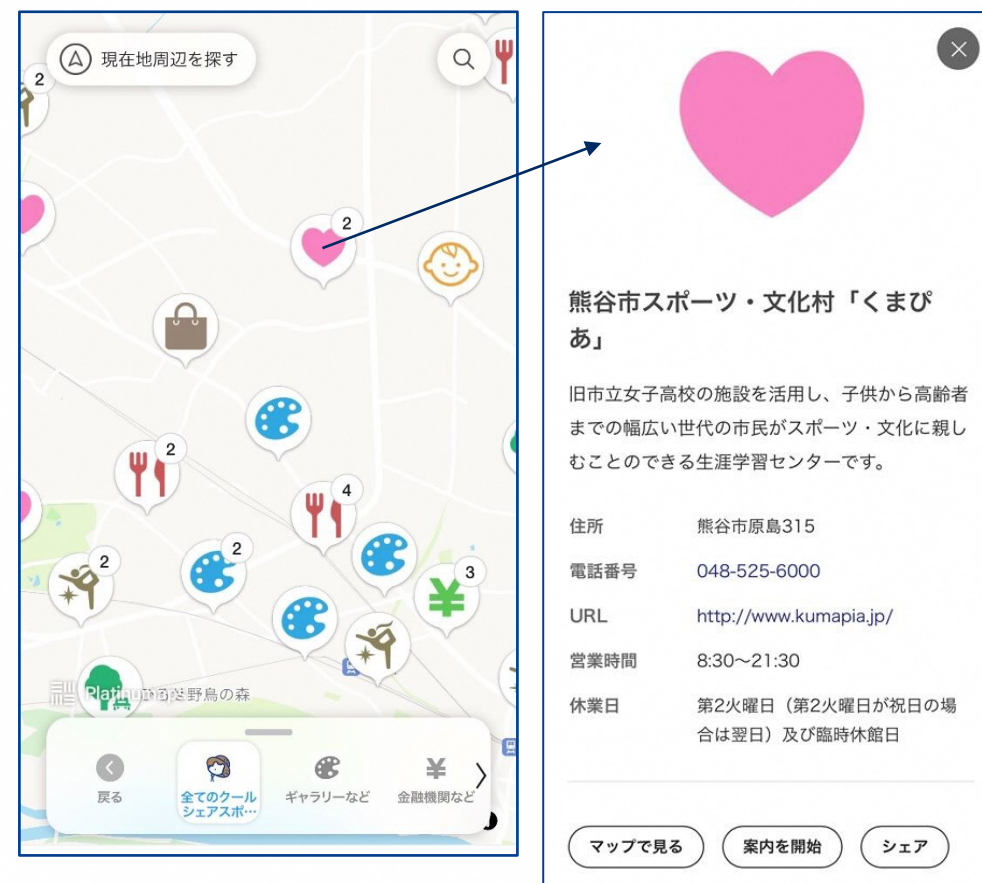 現在地周辺を探す
2
2
2
4
2
2
3
Platinumaps
野鳥の森
戻る
全てのクール
シェアスポ…
ギャラリーなど
¥
金融機関など
熊谷市スポーツ・文化村「くまぴ
あ」
旧市立女子高校の施設を活用し、子供から高齢者
までの幅広い世代の市民がスポーツ・文化に親し
むことのできる生涯学習センターです。
住所 熊谷市原島315
電話番号 048-525-6000
URL http://www.kumapia.jp/
営業時間 8:30〜21:30
休業日 第2火曜日（第2火曜日が祝日の場
合は翌日）及び臨時休館日
マップで見る 案内を開始 シェア